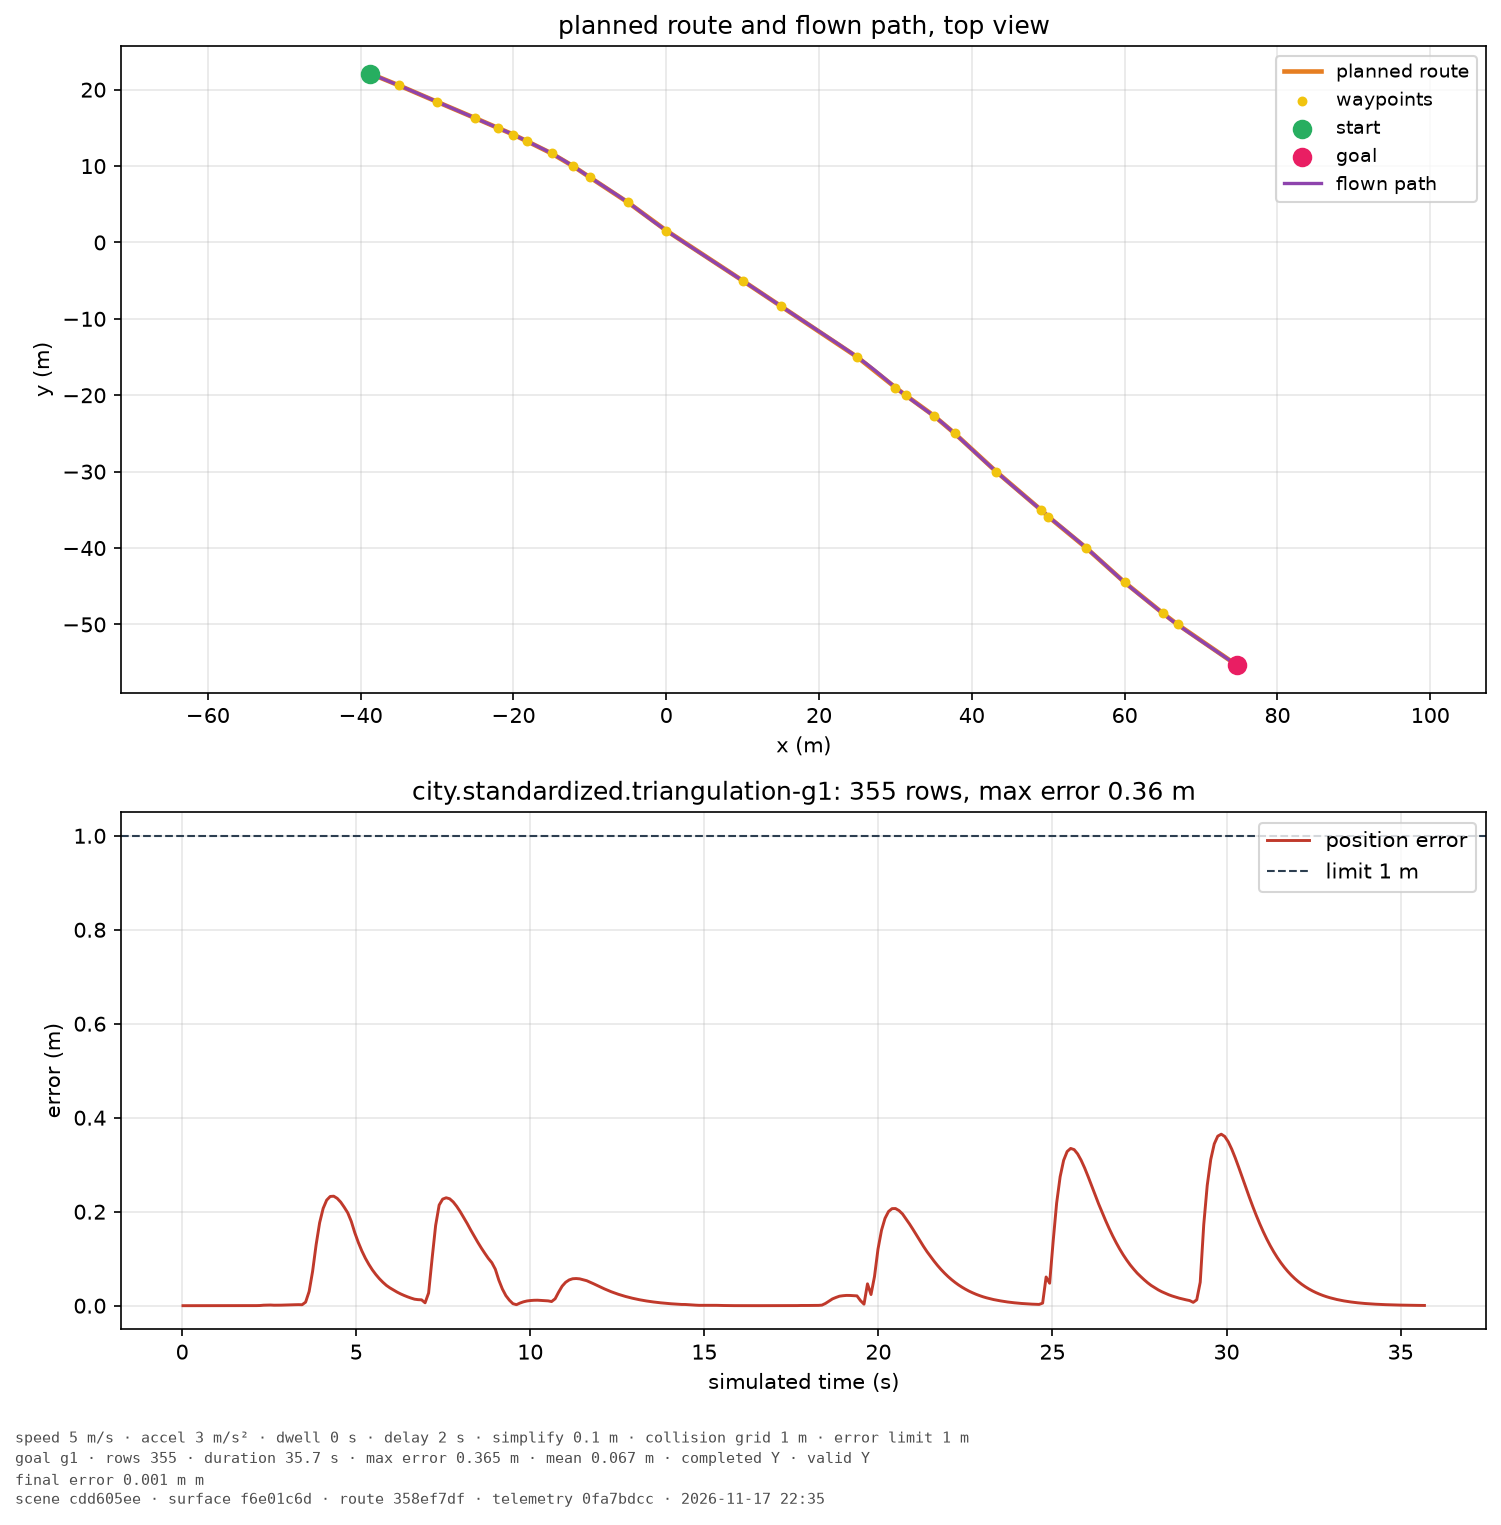 planned route and flown path, top view
planned route
waypoints
start
goal
flown path
20
10
0
−10
−20
−30
−40
−50
y (m)
−60
−40
−20
0
20
40
60
80
100
x (m)
city.standardized.triangulation-g1: 355 rows, max error 0.36 m
position error
limit 1 m
1.0
0.8
0.6
0.4
0.2
0.0
error (m)
0
5
10
15
20
25
30
35
simulated time (s)
speed 5 m/s · accel 3 m/s² · dwell 0 s · delay 2 s · simplify 0.1 m · collision grid 1 m · error limit 1 m
goal g1 · rows 355 · duration 35.7 s · max error 0.365 m · mean 0.067 m · completed Y · valid Y
final error 0.001 m m
scene cdd605ee · surface f6e01c6d · route 358ef7df · telemetry 0fa7bdcc · 2026-11-17 22:35